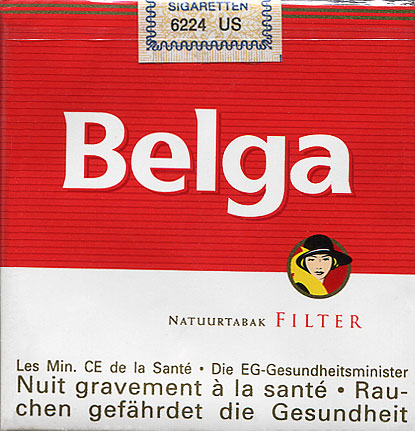 SIGARETTEN
6224 US
Belga
NATUURTABAK FILTER
Les Min. CE de la Santé • Die EG-Gesundheitsminister
Nuit gravement à la santé • Rau-
chen gefährdet die Gesundheit